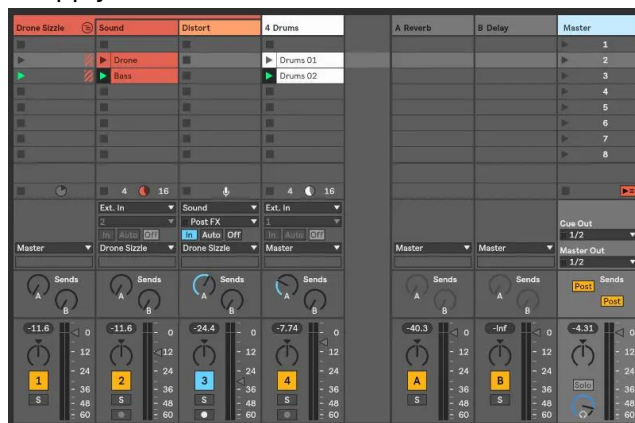 Drone Sizzle Sound Distort 4 Drums A Reverb B Delay Master
1
Drone Drums 01 2
Bass Drums 02 3
4
5
6
7
8
4 16 4 16
Ext. In Sound Ext. In
2 Post FX 1
In Auto Off In Auto Off In Auto Off Cue Out
1/2
Master Drone Sizzle Drone Sizzle Master Master Master Master Out
1/2
Sends Sends Sends Sends Sends Sends Sends
A A A A A A Post
B B B B B B Post
-11.6 -11.6 -24.4 -7.74 -40.3 -Inf -4.31
0 0 0 0 0 0 0
12 12 12 12 12 12 12
24 24 24 24 24 24 24
1 2 3 4 A B Solo
36 36 36 36 36 36 36
S S S S S S
48 48 48 48 48 48 48
60 60 60 60 60 60 60